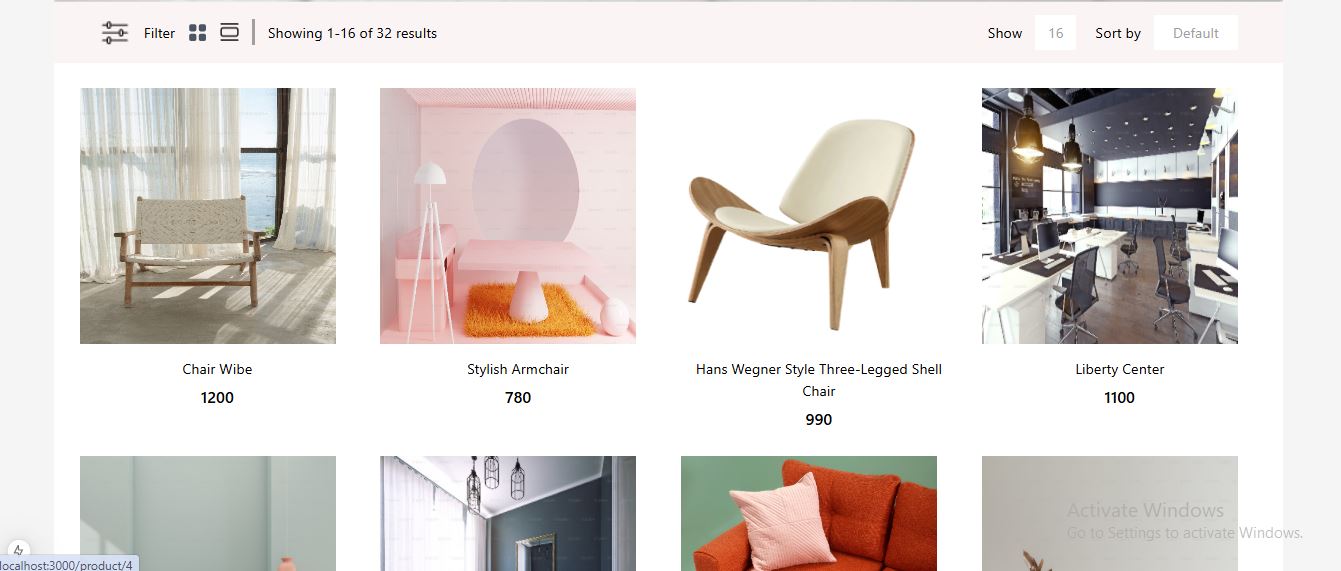 Filter
Showing 1-16 of 32 results
Show
16
Sort by
Default
Chair Wibe
1200
Stylish Armchair
780
Hans Wegner Style Three-Legged Shell
Chair
990
Liberty Center
1100
Activate Windows
Go to Settings to activate Windows.
localhost:3000/product/4